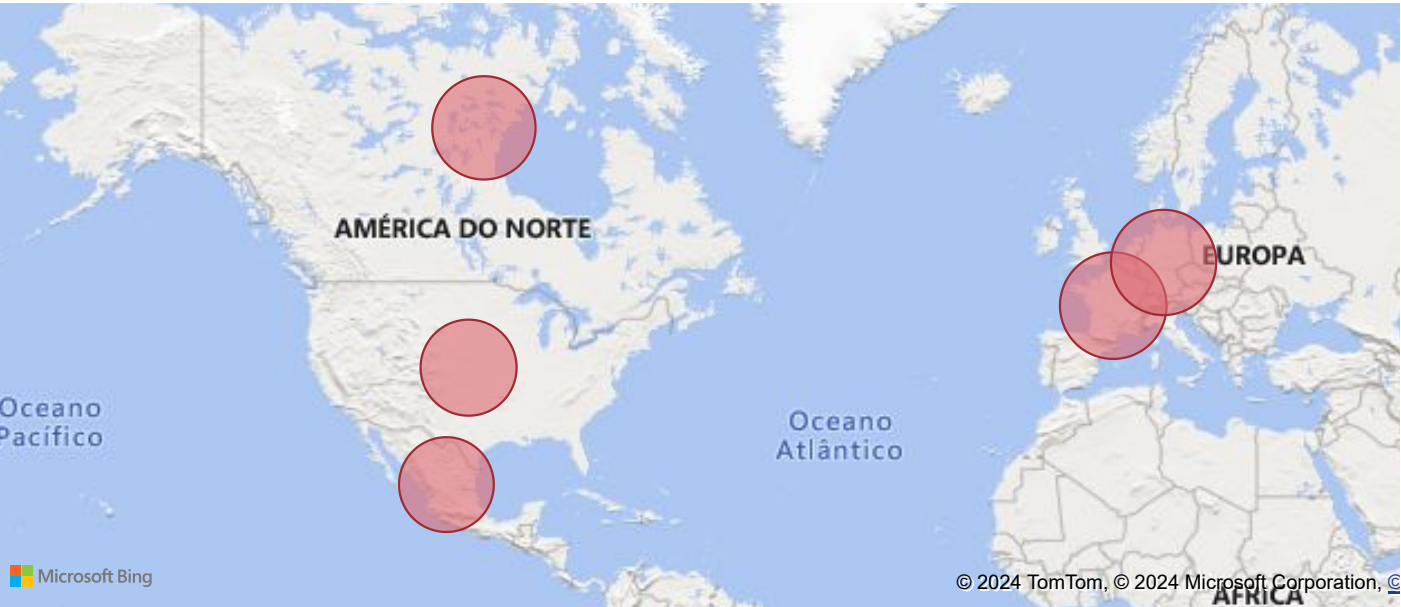 AMÉRICA DO NORTE
EUROPA
Oceano
Pacífico
Oceano
Atlântico
Microsoft Bing
© 2024 TomTom, © 2024 Microsoft Corporation, ©
ÁFRICA